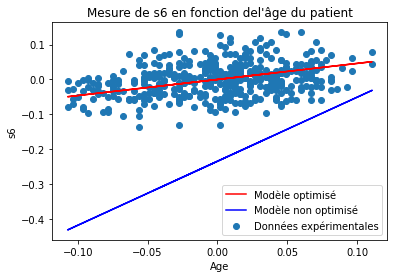 Mesure de s6 en fonction del'âge du patient
s6
0.1
0.0
−0.1
−0.2
−0.3
−0.4
Modèle optimisé
Modèle non optimisé
Données expérimentales
−0.10
−0.05
0.00
0.05
0.10
Age